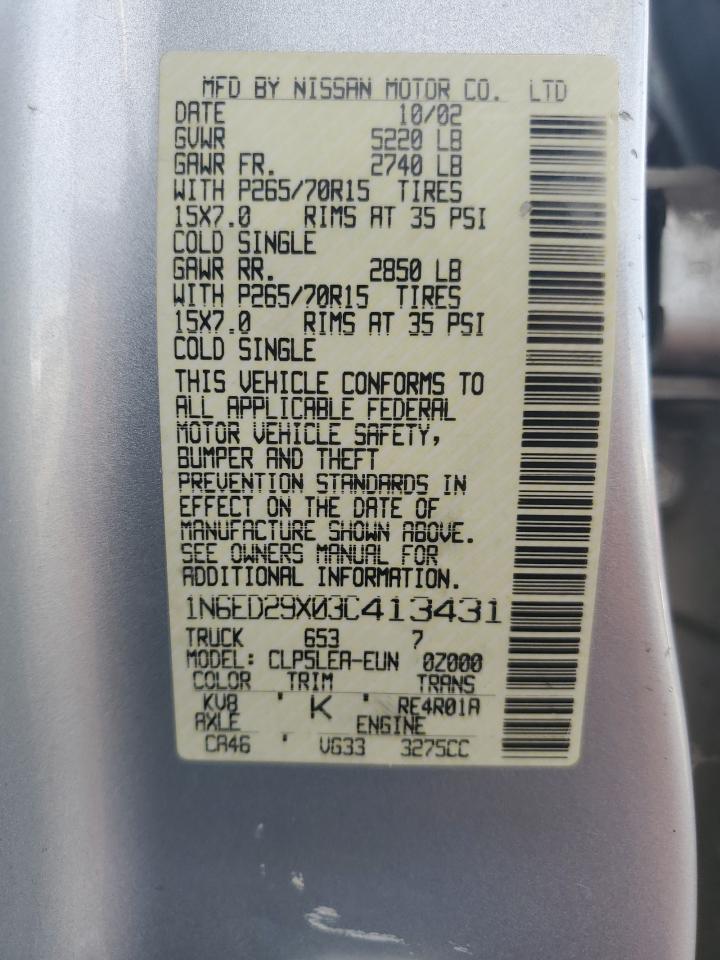 MFD BY NISSAN MOTOR CO. LTD
DATE 10/02
GVWR 5220 LB
GAWR FR. 2740 LB
WITH P265/70R15 TIRES
15X7.0 RIMS AT 35 PSI
COLD SINGLE
GAWR RR. 2850 LB
WITH P265/70R15 TIRES
15X7.0 RIMS AT 35 PSI
COLD SINGLE
THIS VEHICLE CONFORMS TO
ALL APPLICABLE FEDERAL
MOTOR VEHICLE SAFETY,
BUMPER AND THEFT
PREVENTION STANDARDS IN
EFFECT ON THE DATE OF
MANUFACTURE SHOWN ABOVE.
SEE OWNERS MANUAL FOR
ADDITIONAL INFORMATION.
1N6ED29X03C413431
TRUCK 653 7
MODEL: CLP5LEA-EUN 0Z000
COLOR TRIM TRANS
KV8 ' K ' RE4R01A
AXLE ENGINE
CA46 ' VG33 3275CC